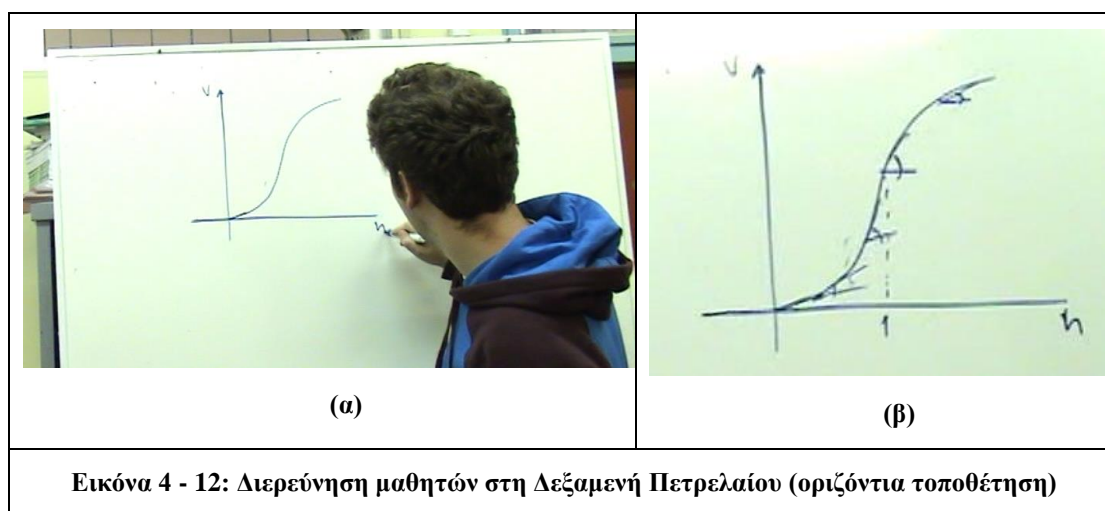 V
h
(α)
V
1
h
(β)
Εικόνα 4 - 12: Διερεύνηση μαθητών στη Δεξαμενή Πετρελαίου (οριζόντια τοποθέτηση)